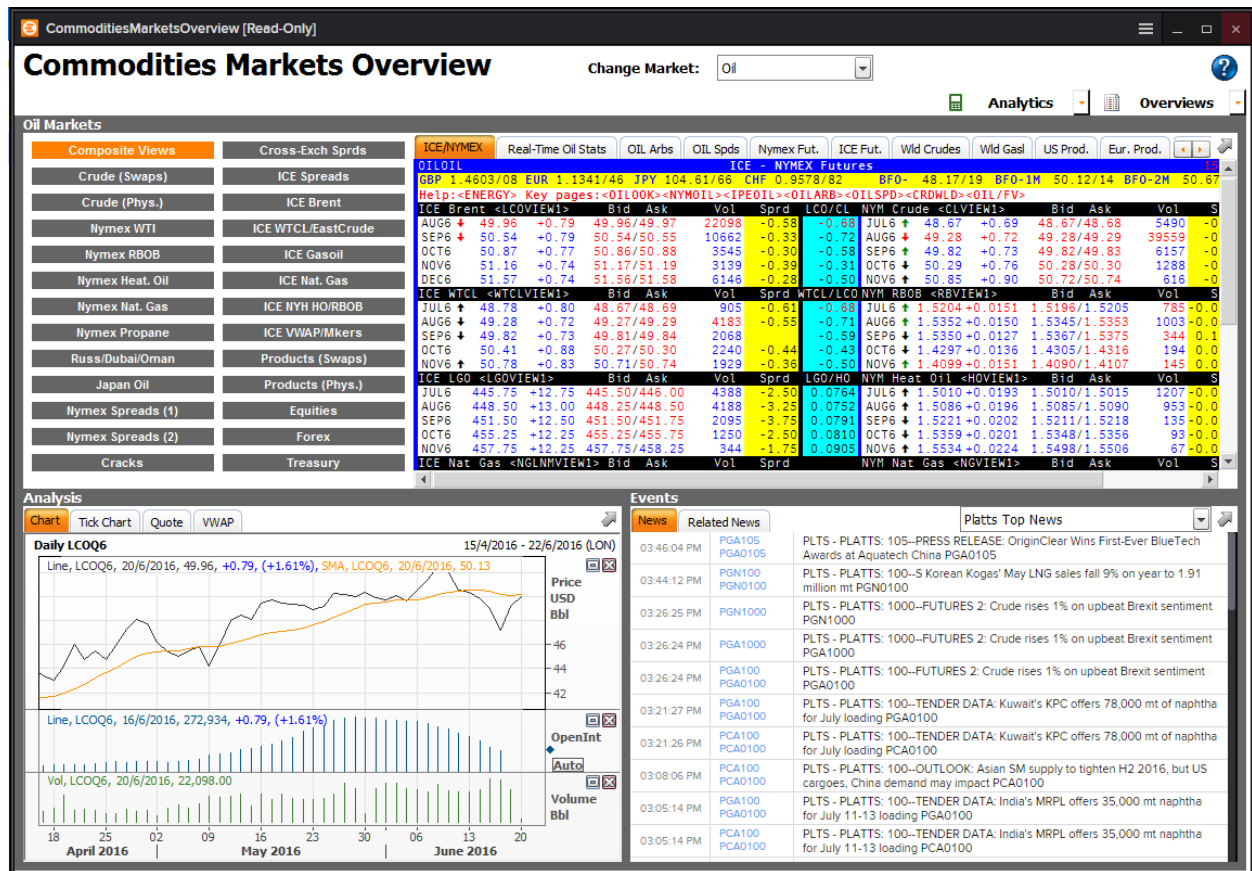 CommoditiesMarketsOverview [Read-Only]
Commodities Markets Overview
Change Market: Oil
Analytics Overviews
Oil Markets
Composite Views Cross-Exch Sprds
Crude (Swaps) ICE Spreads
Crude (Phys.) ICE Brent
Nymex WTI ICE WTCL/EastCrude
Nymex RBOB ICE Gasoil
Nymex Heat. Oil ICE Nat. Gas
Nymex Nat. Gas ICE NYH HO/RBOB
Nymex Propane ICE VWAP/Mkers
Russ/Dubai/Oman Products (Swaps)
Japan Oil Products (Phys.)
Nymex Spreads (1) Equities
Nymex Spreads (2) Forex
Cracks Treasury
ICE/NYMEX Real-Time Oil Stats OIL Arbs OIL Spds Nymex Fut. ICE Fut. Wld Crudes Wld Gasl US Prod. Eur. Prod.
OILOIL ICE - NYMEX Futures 15
GBP 1.4603/08 EUR 1.1341/46 JPY 104.61/66 CHF 0.9578/82 BFO- 48.17/19 BFO-1M 50.12/14 BFO-2M 50.67
Help:<ENERGY> Key pages:<OILOOK><NYMOIL><IPEOIL><OILARB><OILSPD><CRDWLD><OIL/FV>
ICE Brent <LCOVIEW1> Bid Ask Vol Sprd LCO/CL NYM Crude <CLVIEW1> Bid Ask Vol S
AUG6 ↓ 49.96 +0.79 49.96/49.97 22098 -0.58 -0.68 JUL6 ↑ 48.67 +0.69 48.67/48.68 5490 -0
SEP6 ↓ 50.54 +0.79 50.54/50.55 10662 -0.33 -0.72 AUG6 ↓ 49.28 +0.72 49.28/49.29 39559 -0
OCT6 50.87 +0.77 50.86/50.88 3545 -0.30 -0.58 SEP6 ↑ 49.82 +0.73 49.82/49.83 6157 -0
NOV6 51.16 +0.74 51.17/51.19 3139 -0.39 -0.31 OCT6 ↓ 50.29 +0.76 50.28/50.30 1288 -0
DEC6 51.57 +0.74 51.56/51.58 6146 -0.28 -0.50 NOV6 ↑ 50.85 +0.90 50.72/50.74 616 -0
ICE WTCL <WTCLVIEW1> Bid Ask Vol Sprd WTCL/LCO NYM RBOB <RBVIEW1> Bid Ask Vol S
JUL6 ↑ 48.78 +0.80 48.67/48.69 905 -0.61 -0.68 JUL6 ↑ 1.5204 +0.0151 1.5196/1.5205 785 -0.0
AUG6 ↓ 49.28 +0.72 49.27/49.29 4183 -0.55 -0.71 AUG6 ↑ 1.5352 +0.0150 1.5345/1.5353 1003 -0.0
SEP6 ↓ 49.82 +0.73 49.81/49.84 2068 -0.59 SEP6 ↓ 1.5350 +0.0127 1.5367/1.5375 344 0.1
OCT6 50.41 +0.88 50.27/50.30 2240 -0.44 -0.43 OCT6 ↓ 1.4297 +0.0136 1.4305/1.4316 194 0.0
NOV6 ↑ 50.78 +0.83 50.71/50.74 1929 -0.36 -0.50 NOV6 ↑ 1.4099 +0.0151 1.4090/1.4107 145 0.0
ICE LGO <LGOVIEW1> Bid Ask Vol Sprd LGO/HO NYM Heat Oil <HOVIEW1> Bid Ask Vol S
JUL6 445.75 +12.75 445.50/446.00 4388 -2.50 0.0764 JUL6 ↓ 1.5010 +0.0193 1.5010/1.5015 1207 -0.0
AUG6 448.50 +13.00 448.25/448.50 4188 -3.25 0.0752 AUG6 ↑ 1.5086 +0.0196 1.5085/1.5090 953 -0.0
SEP6 451.50 +12.50 451.50/451.75 2095 -3.75 0.0791 SEP6 ↓ 1.5221 +0.0202 1.5211/1.5218 135 -0.0
OCT6 455.25 +12.25 455.25/455.75 1250 -2.50 0.0810 OCT6 ↓ 1.5359 +0.0201 1.5348/1.5356 93 -0.0
NOV6 457.75 +12.25 457.75/458.25 344 -1.75 0.0905 NOV6 ↑ 1.5534 +0.0224 1.5498/1.5506 67 -0.0
ICE Nat Gas <NGLNMVIEW1> Bid Ask Vol Sprd NYM Nat Gas <NGVIEW1> Bid Ask Vol S
Analysis
Chart Tick Chart Quote VWAP
Daily LCOQ6 15/4/2016 - 22/6/2016 (LON)
Line, LCOQ6, 20/6/2016, 49.96, +0.79, (+1.61%), SMA, LCOQ6, 20/6/2016, 50.13
Price
USD
Bbl
46
44
42
Line, LCOQ6, 16/6/2016, 272,934, +0.79, (+1.61%)
OpenInt
Auto
Vol, LCOQ6, 20/6/2016, 22,098.00
Volume
Bbl
18 25 02 09 16 23 30 06 13 20
April 2016 May 2016 June 2016
Events
News Related News Platts Top News
03:46:04 PM PGA105 PGA0105 PLTS - PLATTS: 105--PRESS RELEASE: OriginClear Wins First-Ever BlueTech
Awards at Aquatech China PGA0105
03:44:12 PM PGN100 PGN0100 PLTS - PLATTS: 100--S Korean Kogas' May LNG sales fall 9% on year to 1.91
million mt PGN0100
03:26:25 PM PGN1000 PLTS - PLATTS: 1000--FUTURES 2: Crude rises 1% on upbeat Brexit sentiment
PGN1000
03:26:24 PM PGA1000 PLTS - PLATTS: 1000--FUTURES 2: Crude rises 1% on upbeat Brexit sentiment
PGA1000
03:26:24 PM PGA100 PGA0100 PLTS - PLATTS: 100--FUTURES 2: Crude rises 1% on upbeat Brexit sentiment
PGA0100
03:21:27 PM PGA100 PGA0100 PLTS - PLATTS: 100--TENDER DATA: Kuwait's KPC offers 78,000 mt of naphtha
for July loading PGA0100
03:21:26 PM PCA100 PCA0100 PLTS - PLATTS: 100--TENDER DATA: Kuwait's KPC offers 78,000 mt of naphtha
for July loading PCA0100
03:08:06 PM PCA100 PCA0100 PLTS - PLATTS: 100--OUTLOOK: Asian SM supply to tighten H2 2016, but US
cargoes, China demand may impact PCA0100
03:05:14 PM PGA100 PGA0100 PLTS - PLATTS: 100--TENDER DATA: India's MRPL offers 35,000 mt naphtha
for July 11-13 loading PGA0100
03:05:14 PM PCA100 PCA0100 PLTS - PLATTS: 100--TENDER DATA: India's MRPL offers 35,000 mt naphtha
for July 11-13 loading PCA0100